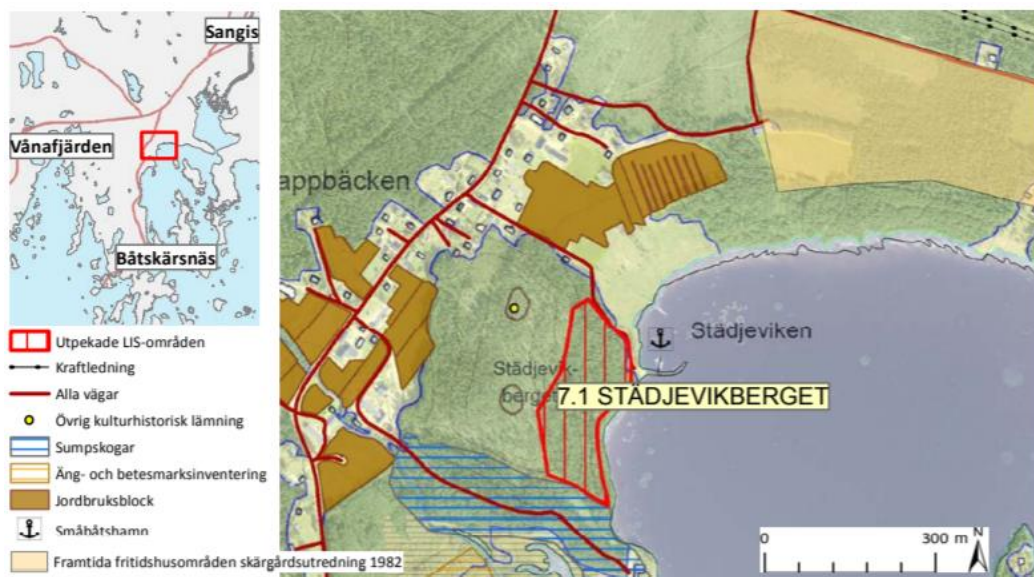 Sangis
Vånafjärden
Båtskärsnäs
Utpekade LIS-områden
Kraftledning
Alla vägar
Övrig kulturhistorisk lämning
Sumpskogar
Äng- och betesmarksinventering
Jordbruksblock
Småbåtshamn
Framtida fritidshusområden skärgårdsutredning 1982
appbäcken
Städjeviken
Städjevik-
berget
7.1 STÄDJEVIKBERGET
0 300 m
N